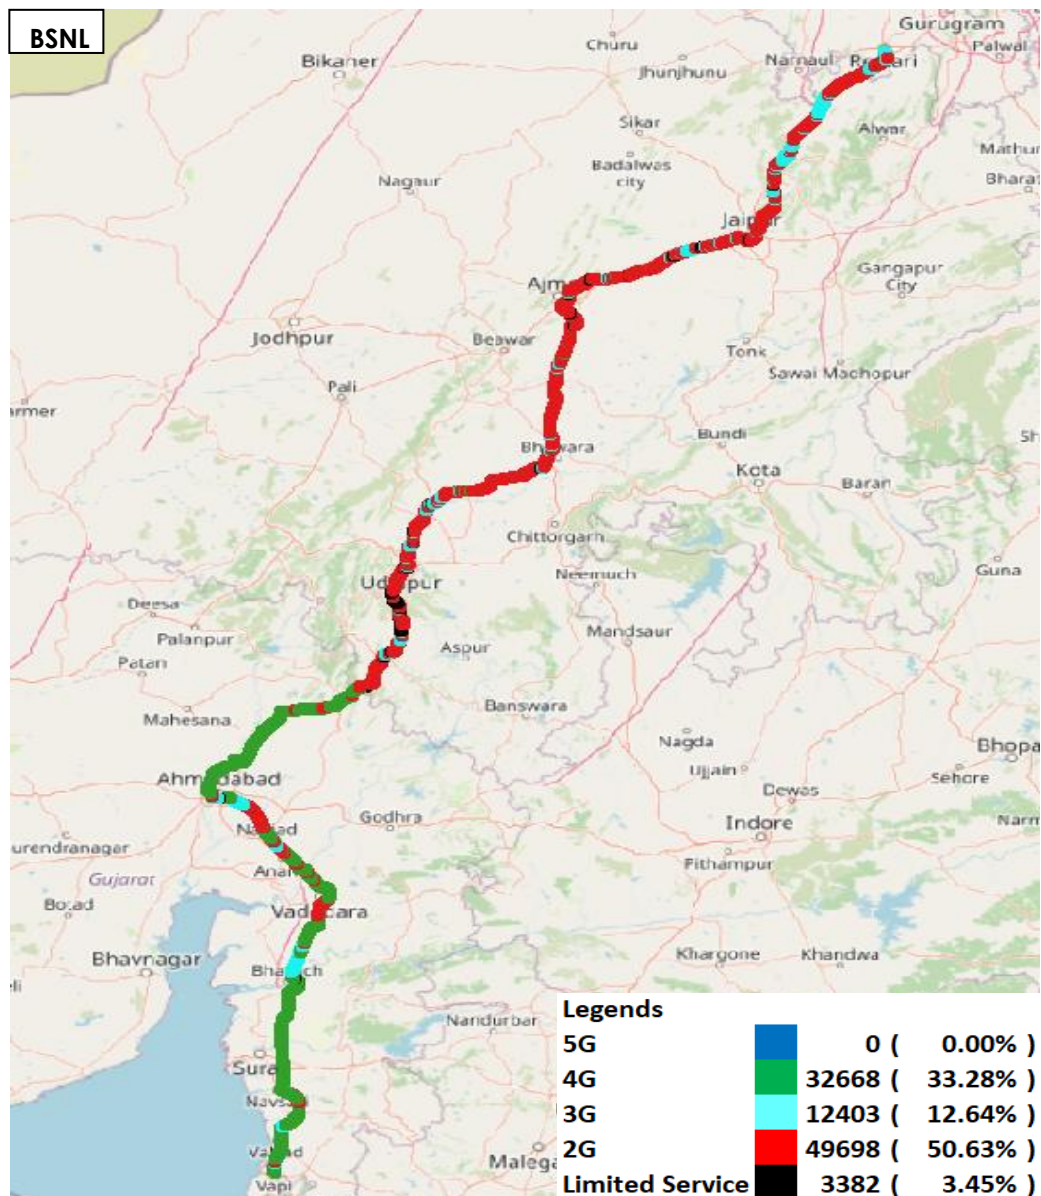 BSNL
Gurugram
Churu
Palwal
Bikaner
Narnaul
Jhunjhunu
Sikar
Alwar
Badalwas
city
Nagaur
Jaipur
Gangapur
City
Jodhpur
Beawar
Tonk
Sawai Madhopur
Pali
armer
Bundi
Kota
Baran
Chittorgarh
Guna
Neemuch
Deesa
Mandsaur
Palanpur
Aspur
Patan
Banswara
Mahesana
Nagda
Bhopa
Ujjain
Sehore
Dewas
Godhra
Indore
Narm
urendranagar
Pithampur
Gujarat
Botad
Khargone
Khandwa
Bhavnagar
Nandurbar
Vapi
Malega
Legends
5G 0 ( 0.00% )
4G 32668 ( 33.28% )
3G 12403 ( 12.64% )
2G 49698 ( 50.63% )
Limited Service 3382 ( 3.45% )